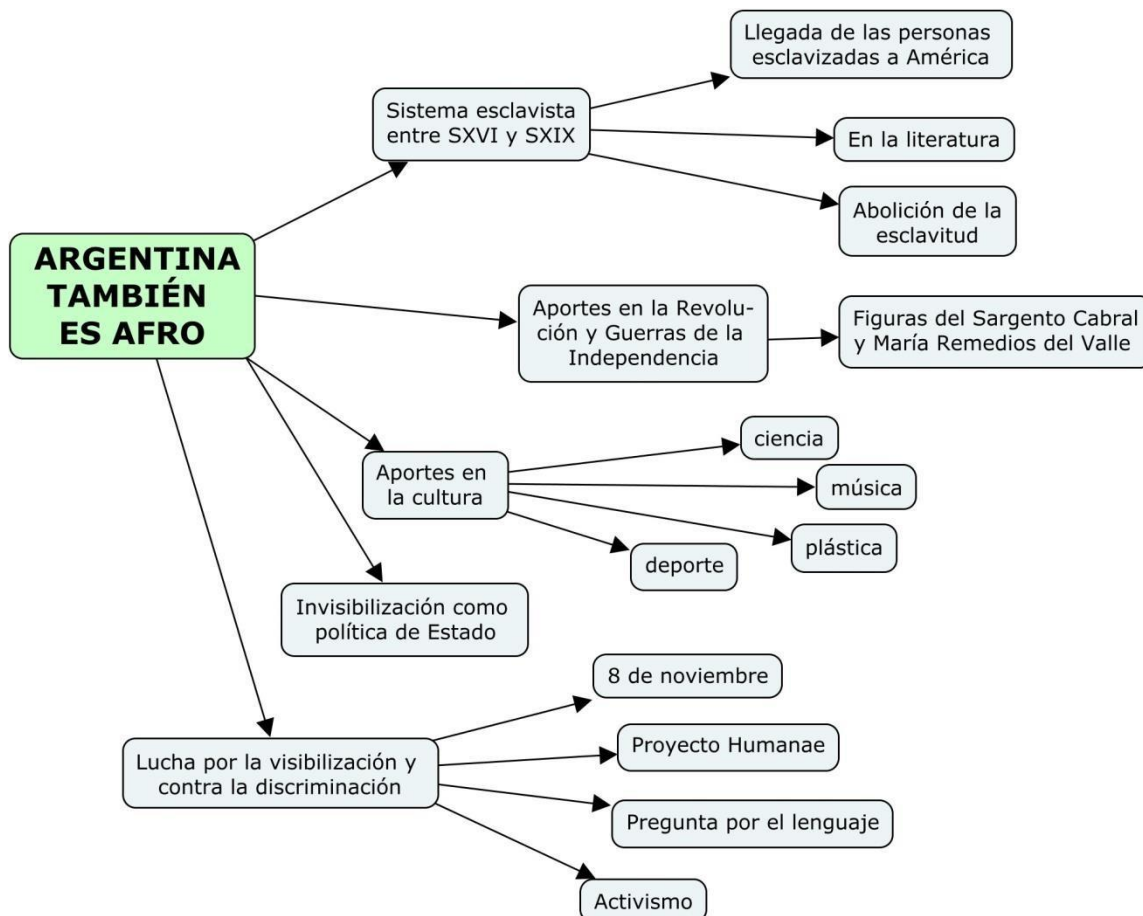 ARGENTINA
TAMBIÉN
ES AFRO
Sistema esclavista
entre SXVI y SXIX
Llegada de las personas
esclavizadas a América
En la literatura
Abolición de la
esclavitud
Aportes en la Revolu-
ción y Guerras de la
Independencia
Figuras del Sargento Cabral
y María Remedios del Valle
Aportes en
la cultura
ciencia
música
plástica
deporte
Invisibilización como
política de Estado
Lucha por la visibilización y
contra la discriminación
8 de noviembre
Proyecto Humanae
Pregunta por el lenguaje
Activismo